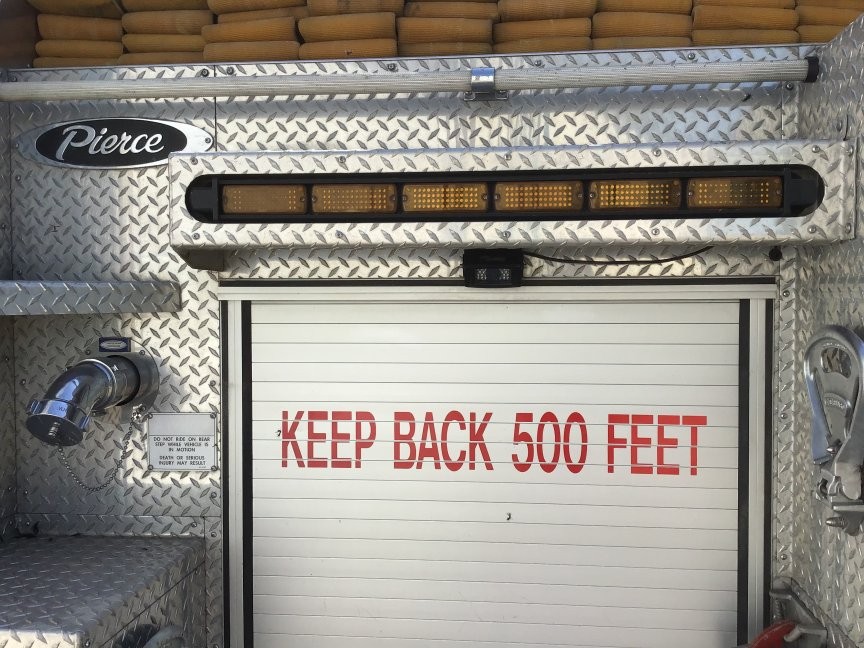 Pierce
KEEP BACK 500 FEET
DO NOT RIDE ON REAR
STEP WHILE VEHICLE IS
IN MOTION
DEATH OR SERIOUS
INJURY MAY RESULT